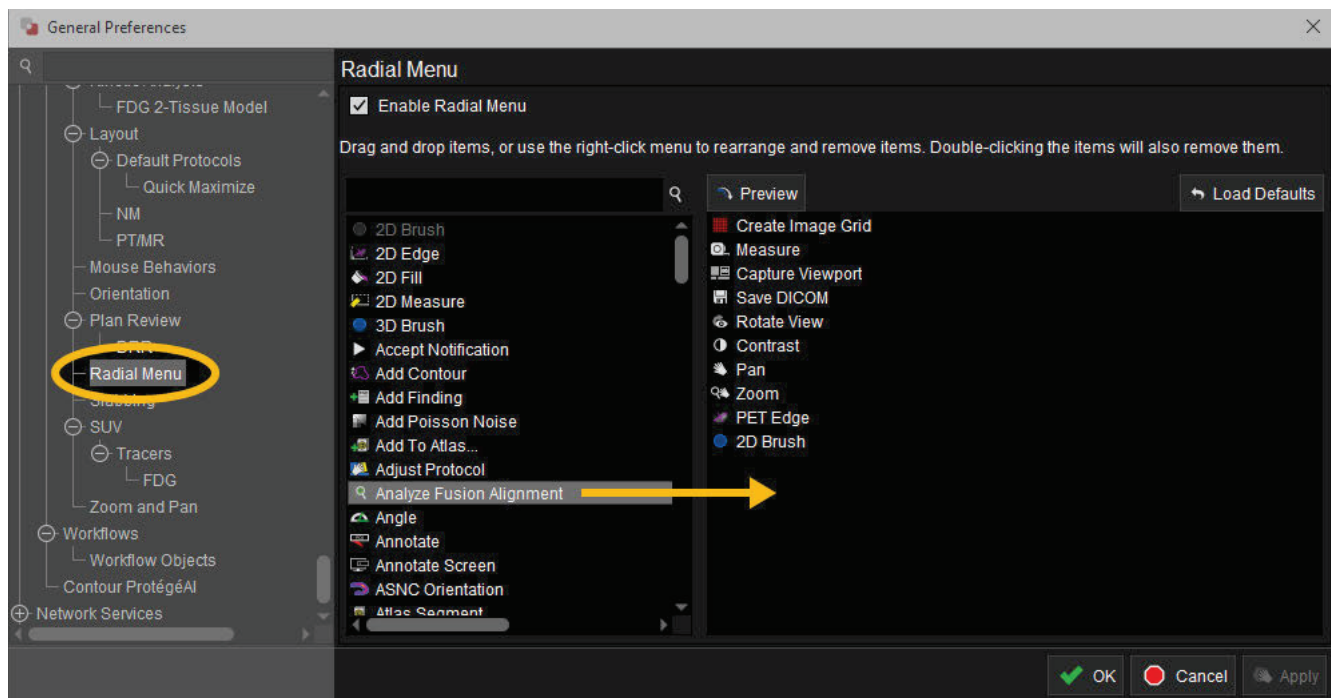 General Preferences
FDG 2-Tissue Model
Layout
Default Protocols
Quick Maximize
NM
PT/MR
Mouse Behaviors
Orientation
Plan Review
DRR
Radial Menu
Slabbing
SUV
Tracers
FDG
Zoom and Pan
Workflows
Workflow Objects
Contour ProtégéAI
Network Services
Radial Menu
Enable Radial Menu
Drag and drop items, or use the right-click menu to rearrange and remove items. Double-clicking the items will also remove them.
2D Brush
2D Edge
2D Fill
2D Measure
3D Brush
Accept Notification
Add Contour
Add Finding
Add Poisson Noise
Add To Atlas...
Adjust Protocol
Analyze Fusion Alignment
Angle
Annotate
Annotate Screen
ASNC Orientation
Atlas Segment
Preview
Load Defaults
Create Image Grid
Measure
Capture Viewport
Save DICOM
Rotate View
Contrast
Pan
Zoom
PET Edge
2D Brush
OK
Cancel
Apply